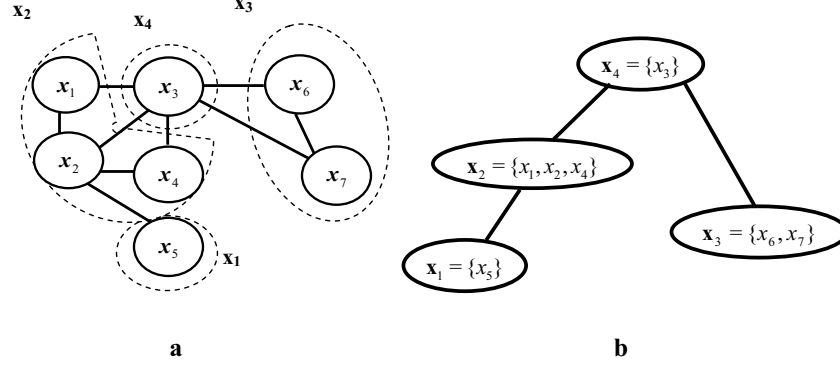 x₂
x₄
x₃
x₁
x₃
x₆
x₂
x₄
x₇
x₅
x₁
a
x₄ = {x₃}
x₂ = {x₁, x₂, x₄}
x₃ = {x₆, x₇}
x₁ = {x₅}
b